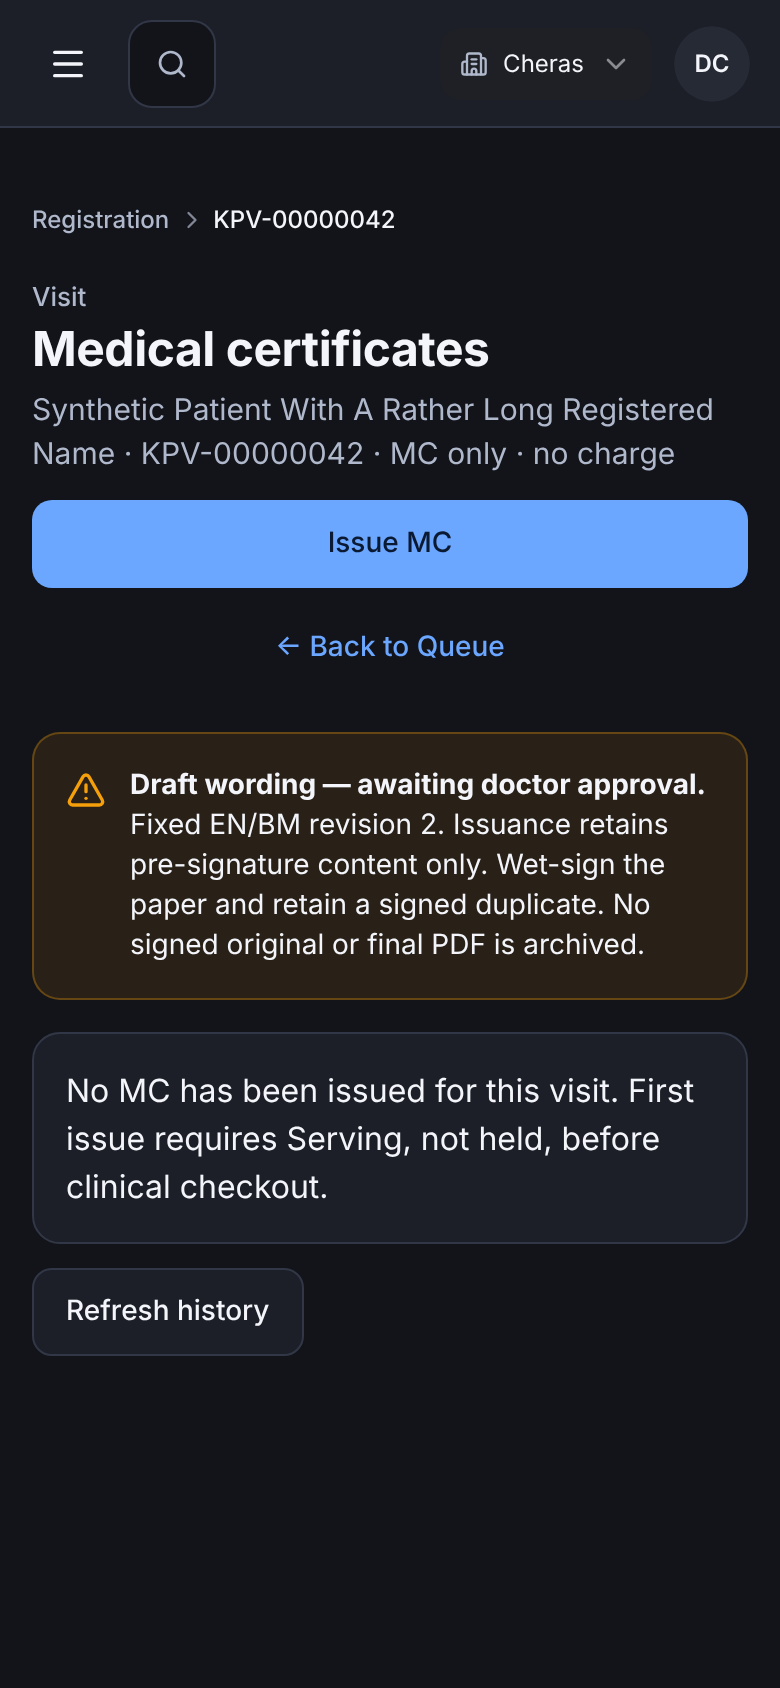 Cheras
DC
Registration > KPV-00000042
Visit
Medical certificates
Synthetic Patient With A Rather Long Registered
Name · KPV-00000042 · MC only · no charge
Issue MC
← Back to Queue
Draft wording — awaiting doctor approval.
Fixed EN/BM revision 2. Issuance retains
pre-signature content only. Wet-sign the
paper and retain a signed duplicate. No
signed original or final PDF is archived.
No MC has been issued for this visit. First
issue requires Serving, not held, before
clinical checkout.
Refresh history